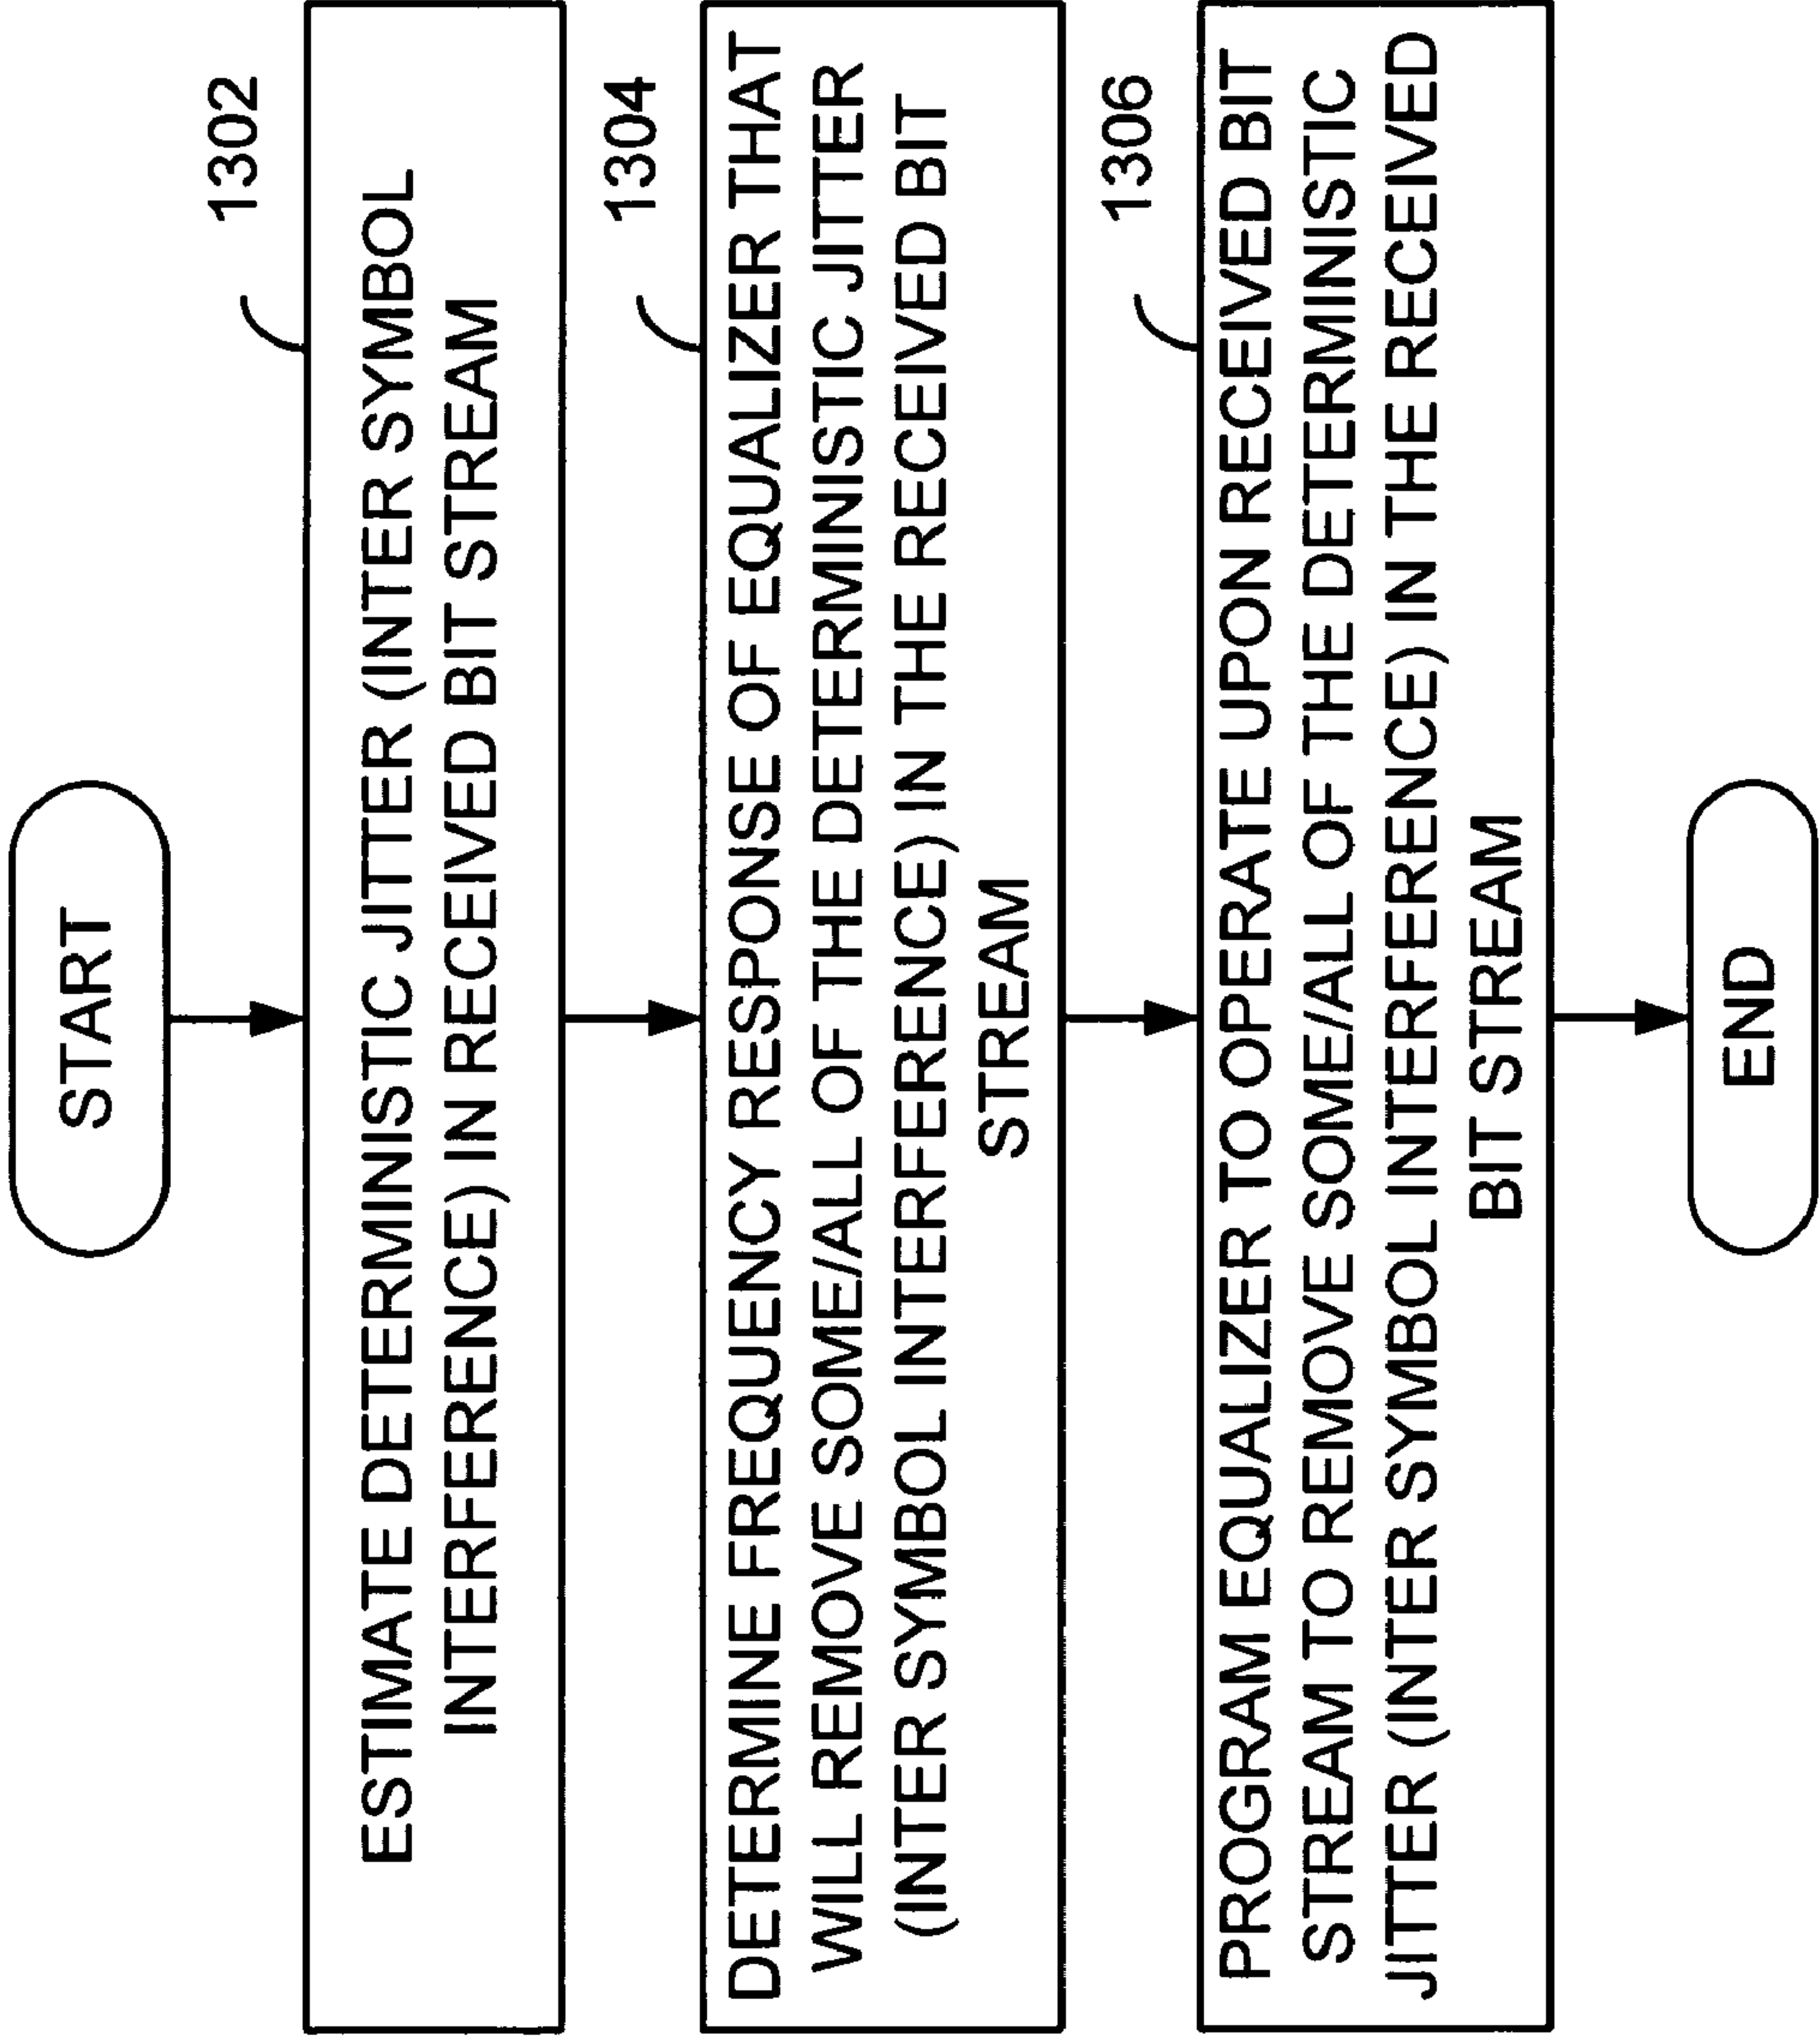 START
1302
ESTIMATE DETERMINISTIC JITTER (INTER SYMBOL
INTERFERENCE) IN RECEIVED BIT STREAM
1304
DETERMINE FREQUENCY RESPONSE OF EQUALIZER THAT
WILL REMOVE SOME/ALL OF THE DETERMINISTIC JITTER
(INTER SYMBOL INTERFERENCE) IN THE RECEIVED BIT
STREAM
1306
PROGRAM EQUALIZER TO OPERATE UPON RECEIVED BIT
STREAM TO REMOVE SOME/ALL OF THE DETERMINISTIC
JITTER (INTER SYMBOL INTERFERENCE) IN THE RECEIVED
BIT STREAM
END